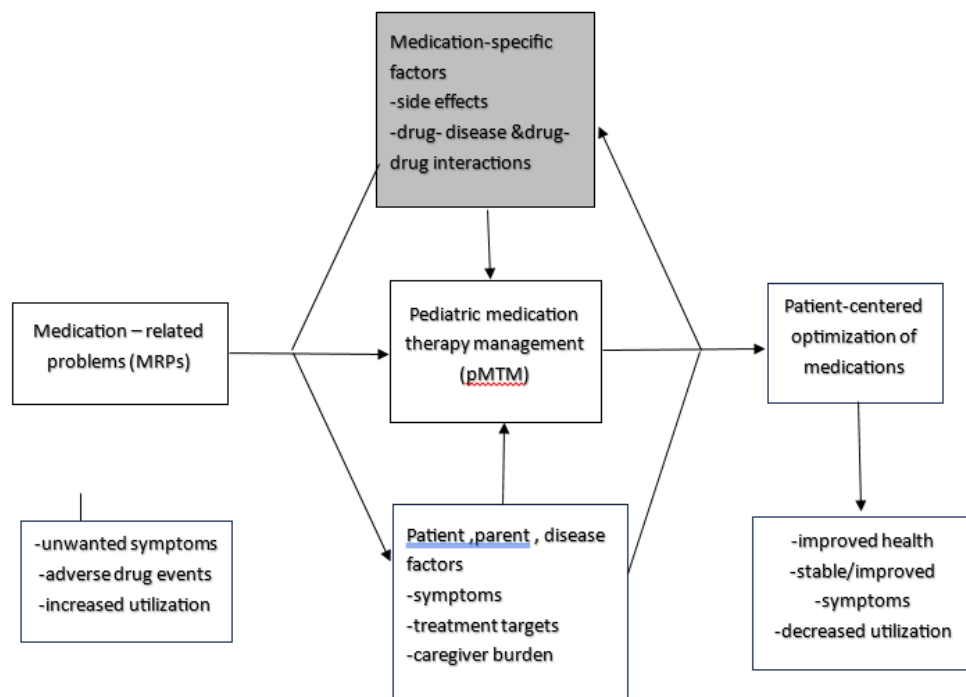 Medication-specific
factors
-side effects
-drug- disease &drug-
drug interactions
Medication – related
problems (MRPs)
Pediatric medication
therapy management
(pMTM)
Patient-centered
optimization of
medications
-unwanted symptoms
-adverse drug events
-increased utilization
Patient ,parent , disease
factors
-symptoms
-treatment targets
-caregiver burden
-improved health
-stable/improved
-symptoms
-decreased utilization